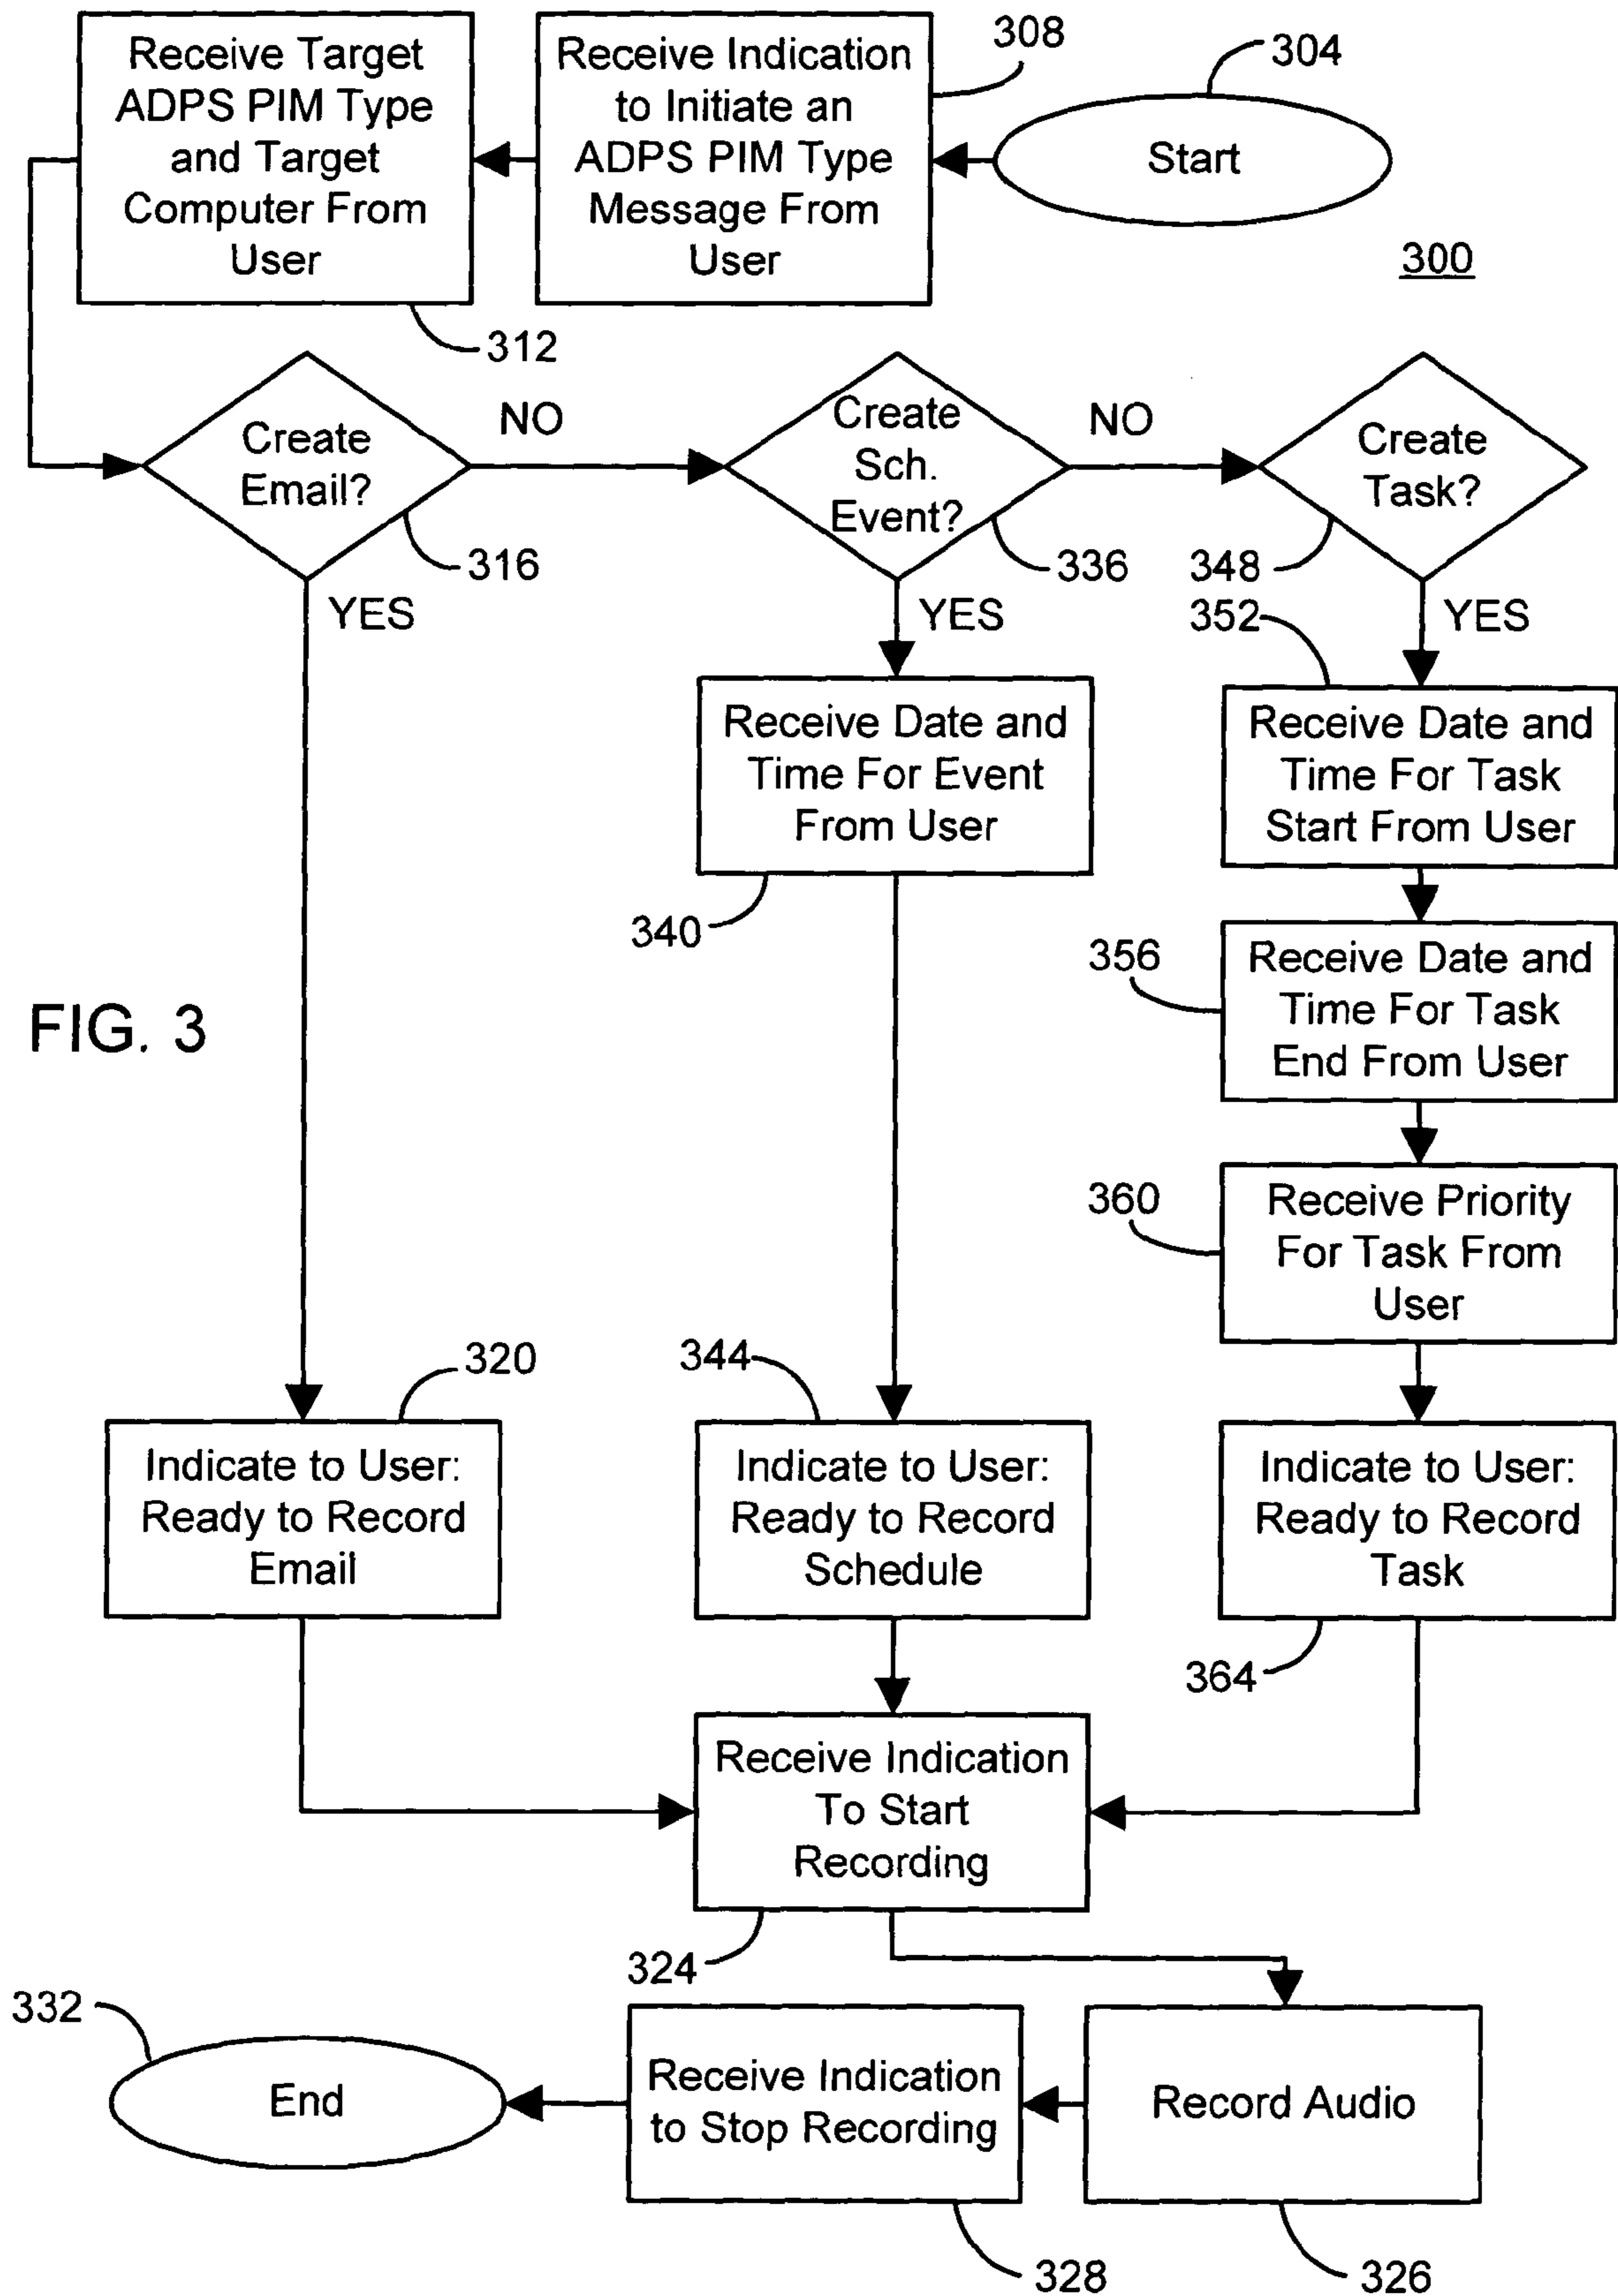 Receive Target
ADPS PIM Type
and Target
Computer From
User
312
Receive Indication
to Initiate an
ADPS PIM Type
Message From
User
308
Start
304
300
Create
Email?
316
NO
YES
Create
Sch.
Event?
336
NO
YES
Create
Task?
348
YES
352
Receive Date and
Time For Event
From User
340
Receive Date and
Time For Task
Start From User
356
Receive Date and
Time For Task
End From User
FIG. 3
360
Receive Priority
For Task From
User
320
Indicate to User:
Ready to Record
Email
344
Indicate to User:
Ready to Record
Schedule
Indicate to User:
Ready to Record
Task
364
Receive Indication
To Start
Recording
324
332
End
Receive Indication
to Stop Recording
328
Record Audio
326